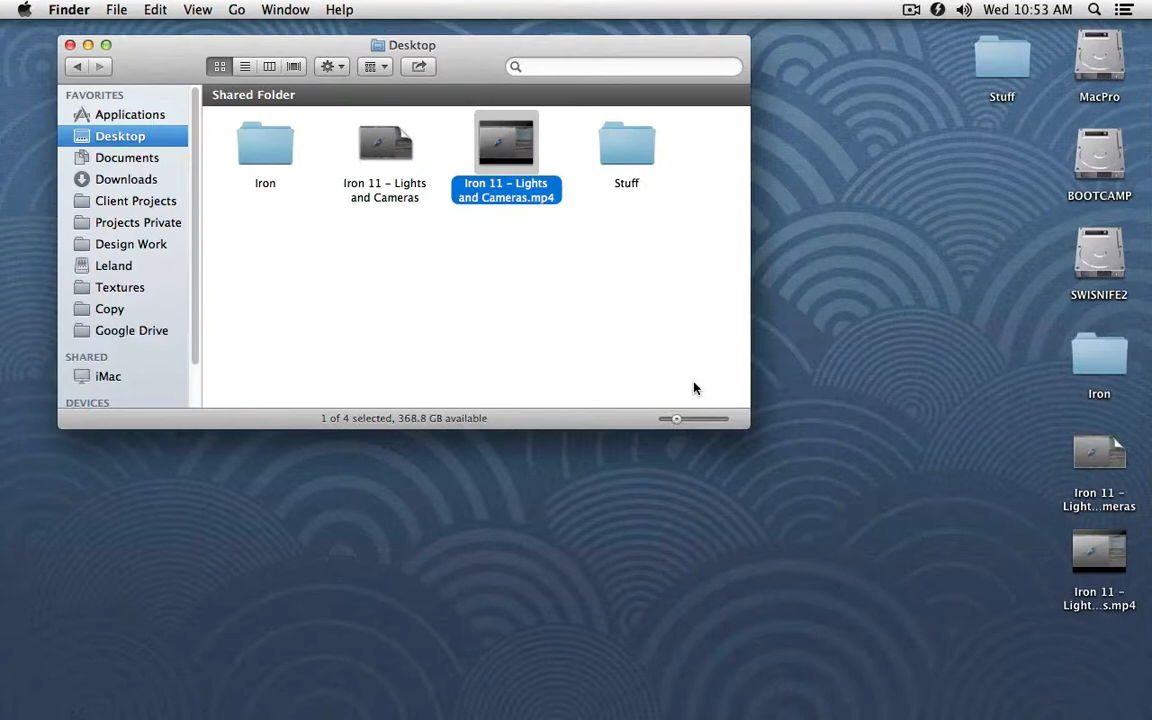 Finder File Edit View Go Window Help
Wed 10:53 AM
Desktop
FAVORITES
Applications
Desktop
Documents
Downloads
Client Projects
Projects Private
Design Work
Leland
Textures
Copy
Google Drive
SHARED
iMac
DEVICES
Shared Folder
Iron
Iron 11 – Lights
and Cameras
Iron 11 – Lights
and Cameras.mp4
Stuff
1 of 4 selected, 368.8 GB available
Stuff
MacPro
BOOTCAMP
SWISNIFE2
Iron
Iron 11 –
Light...meras
Iron 11 –
Light...s.mp4